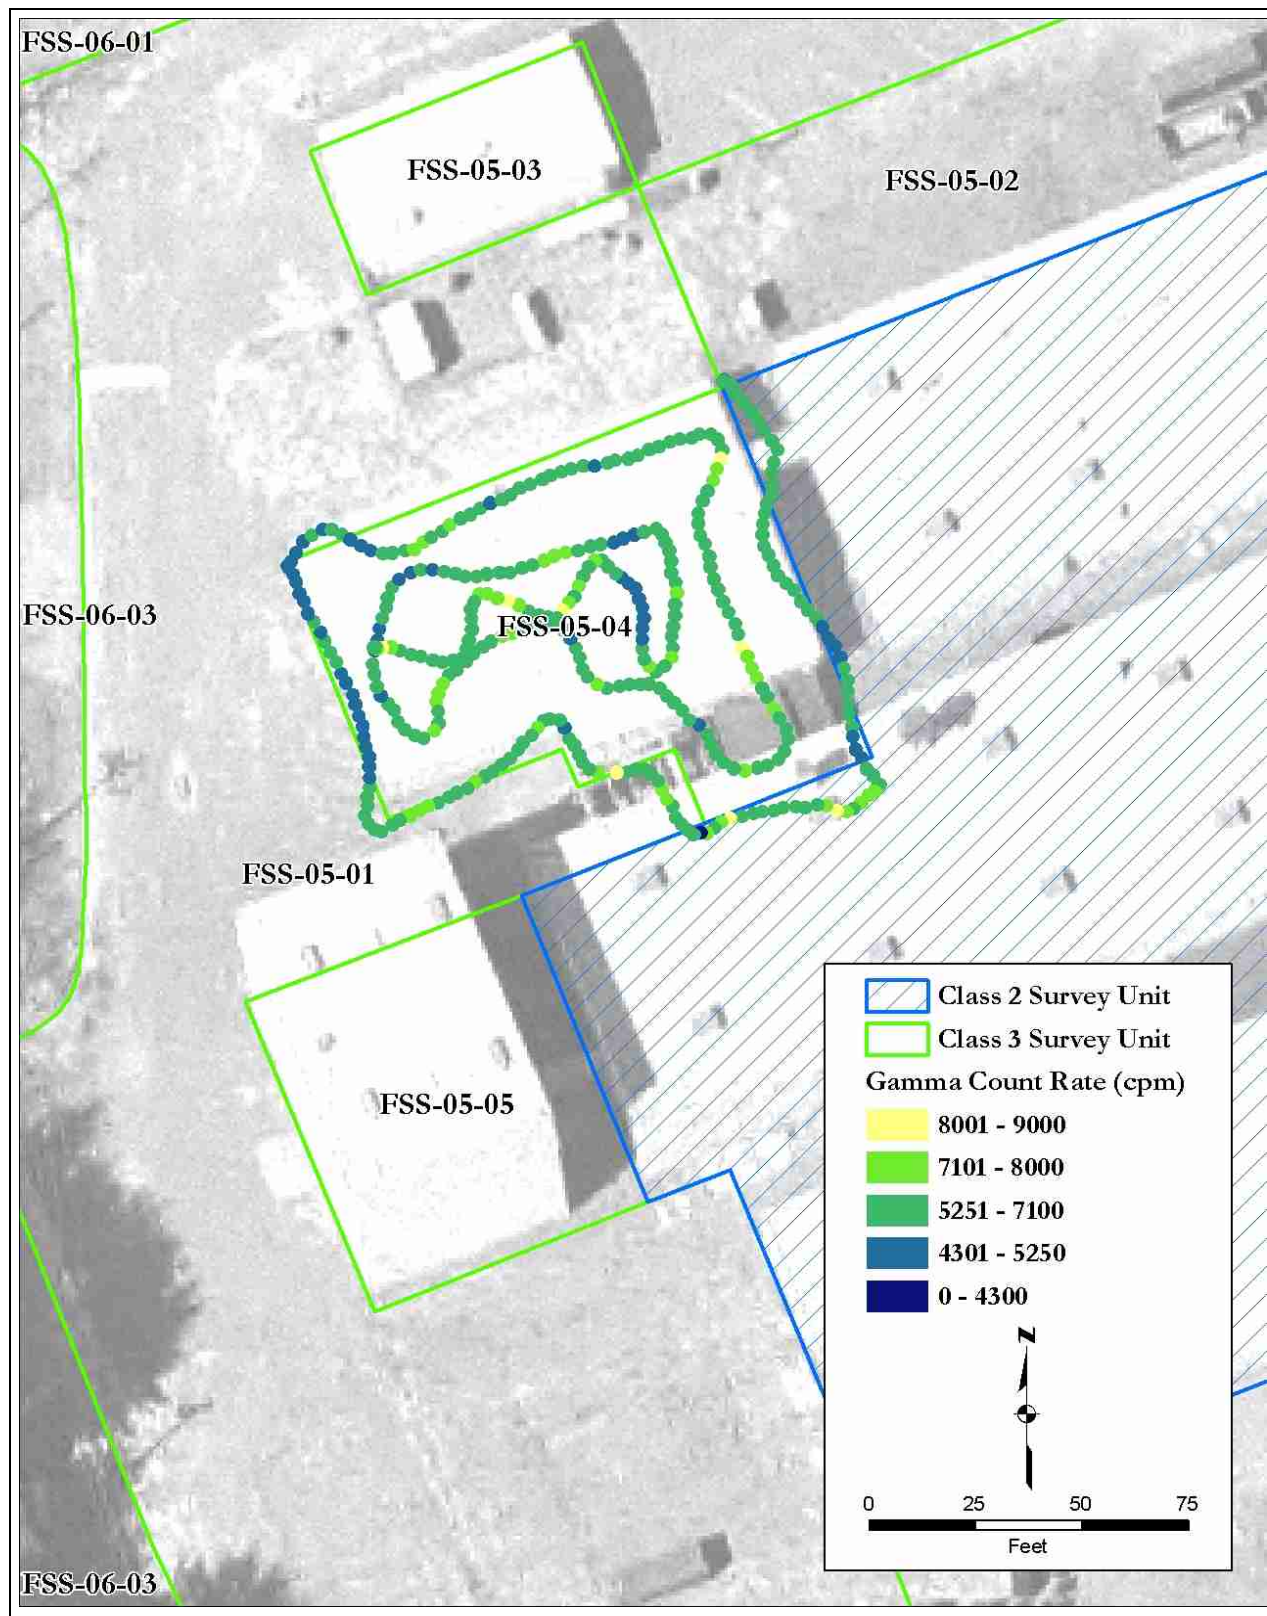 FSS-06-01
FSS-05-03
FSS-05-02
FSS-06-03
FSS-05-04
FSS-05-01
FSS-05-05
Class 2 Survey Unit
Class 3 Survey Unit
Gamma Count Rate (cpm)
8001 - 9000
7101 - 8000
5251 - 7100
4301 - 5250
0 - 4300
N
0 25 50 75
Feet
FSS-06-03